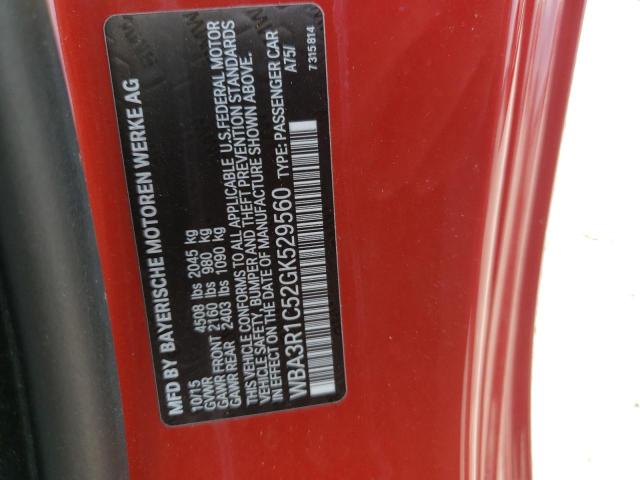 MFD BY BAYERISCHE MOTOREN WERKE AG
10/15
GVWR 4508 lbs 2045 kg
GAWR FRONT 2160 lbs 980 kg
GAWR REAR 2403 lbs 1090 kg
THIS VEHICLE CONFORMS TO ALL APPLICABLE U.S.FEDERAL MOTOR
VEHICLE SAFETY, BUMPER AND THEFT PREVENTION STANDARDS
IN EFFECT ON THE DATE OF MANUFACTURE SHOWN ABOVE.
WBA3R1C52GK529560 TYPE: PASSENGER CAR
A75/
7 315 814